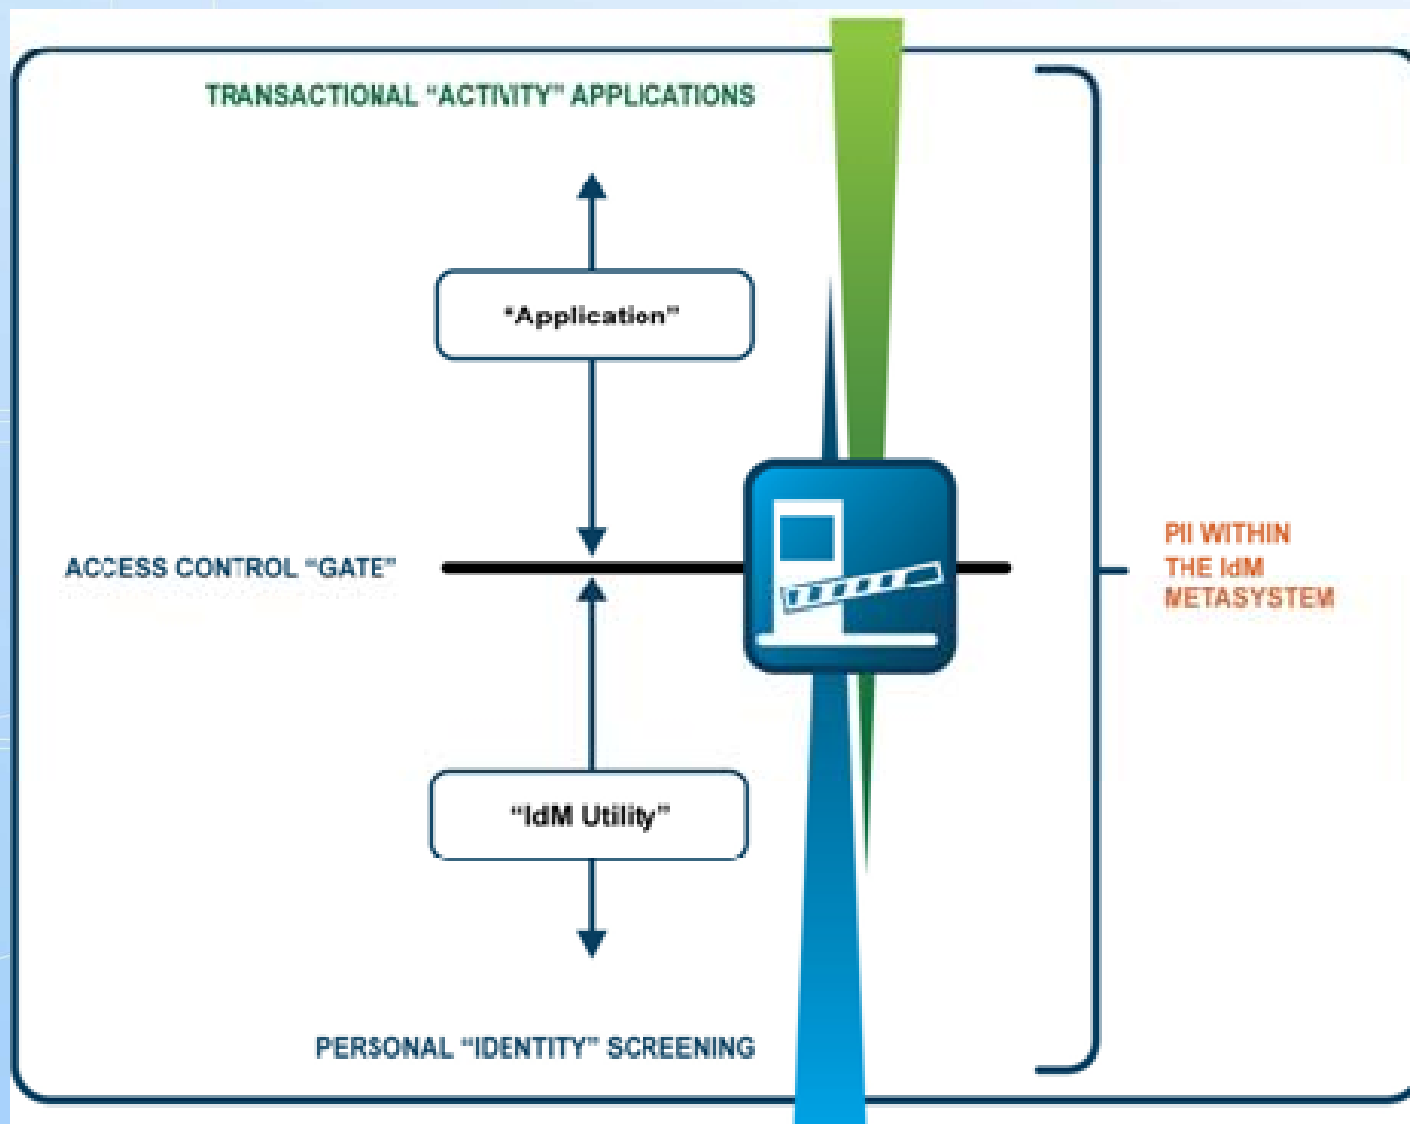 TRANSACTIONAL “ACTIVITY” APPLICATIONS
“Application”
ACCESS CONTROL “GATE”
PII WITHIN
THE IdM
METASYSTEM
“IdM Utility”
PERSONAL “IDENTITY” SCREENING